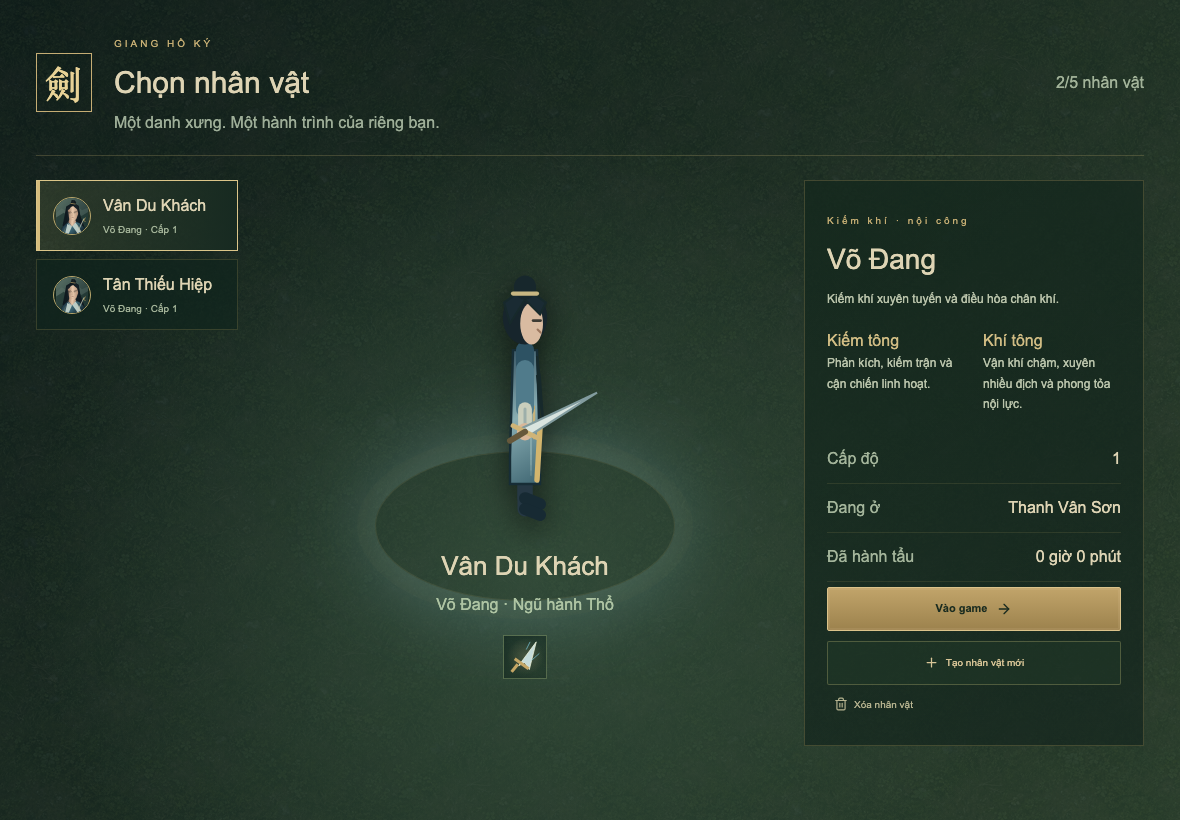 GIANG HỒ KÝ
劍
Chọn nhân vật
Một danh xưng. Một hành trình của riêng bạn.
2/5 nhân vật
Vân Du Khách
Võ Đang · Cấp 1
Tân Thiếu Hiệp
Võ Đang · Cấp 1
Vân Du Khách
Võ Đang · Ngũ hành Thổ
Kiếm khí · nội công
Võ Đang
Kiếm khí xuyên tuyến và điều hòa chân khí.
Kiếm tông
Phản kích, kiếm trận và
cận chiến linh hoạt.
Khí tông
Vận khí chậm, xuyên
nhiều địch và phong tỏa
nội lực.
Cấp độ 1
Đang ở Thanh Vân Sơn
Đã hành tẩu 0 giờ 0 phút
Vào game
Tạo nhân vật mới
Xóa nhân vật